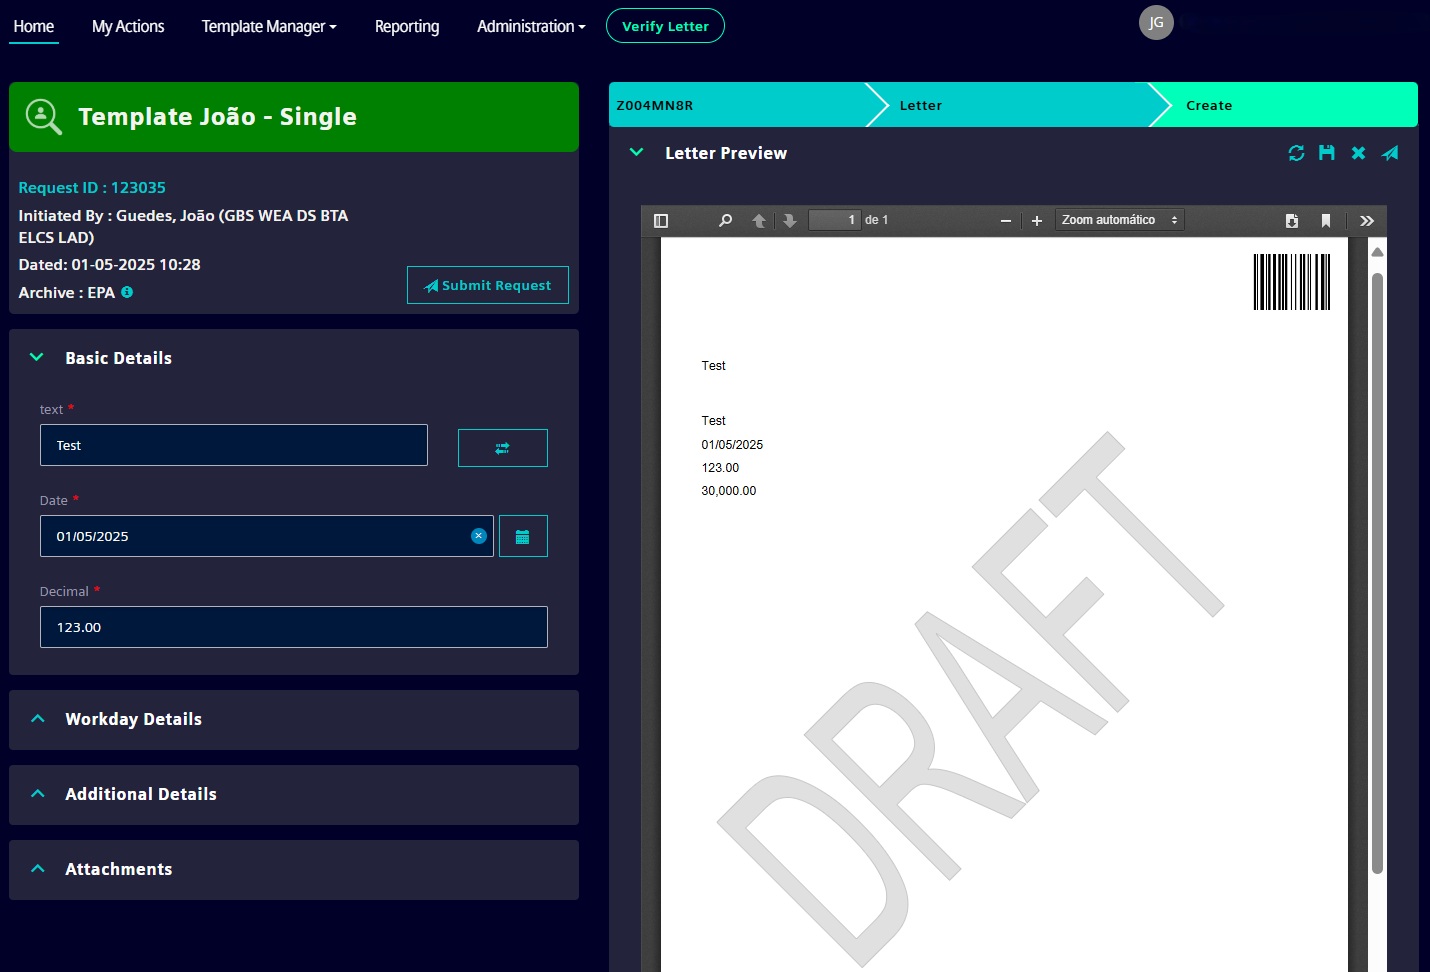 Home
My Actions
Template Manager
Reporting
Administration
Verify Letter
JG
Template João - Single
Request ID : 123035
Initiated By : Guedes, João (GBS WEA DS BTA
ELCS LAD)
Dated: 01-05-2025 10:28
Archive : EPA
Submit Request
Basic Details
text *
Test
Date *
01/05/2025
Decimal *
123.00
Workday Details
Additional Details
Attachments
Z004MN8R
Letter
Create
Letter Preview
1 de 1
Zoom automático
Test
Test
01/05/2025
123.00
30,000.00
DRAFT